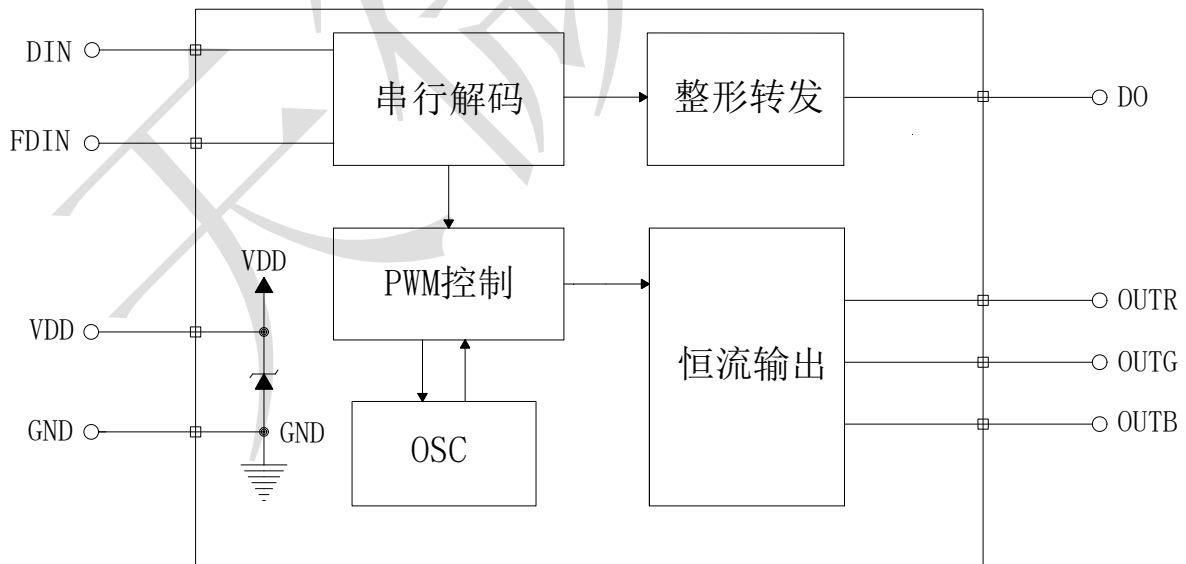 DIN
串行解码
整形转发
DO
FDIN
VDD
PWM控制
OUTR
VDD
恒流输出
OUTG
GND
GND
OSC
OUTB
天